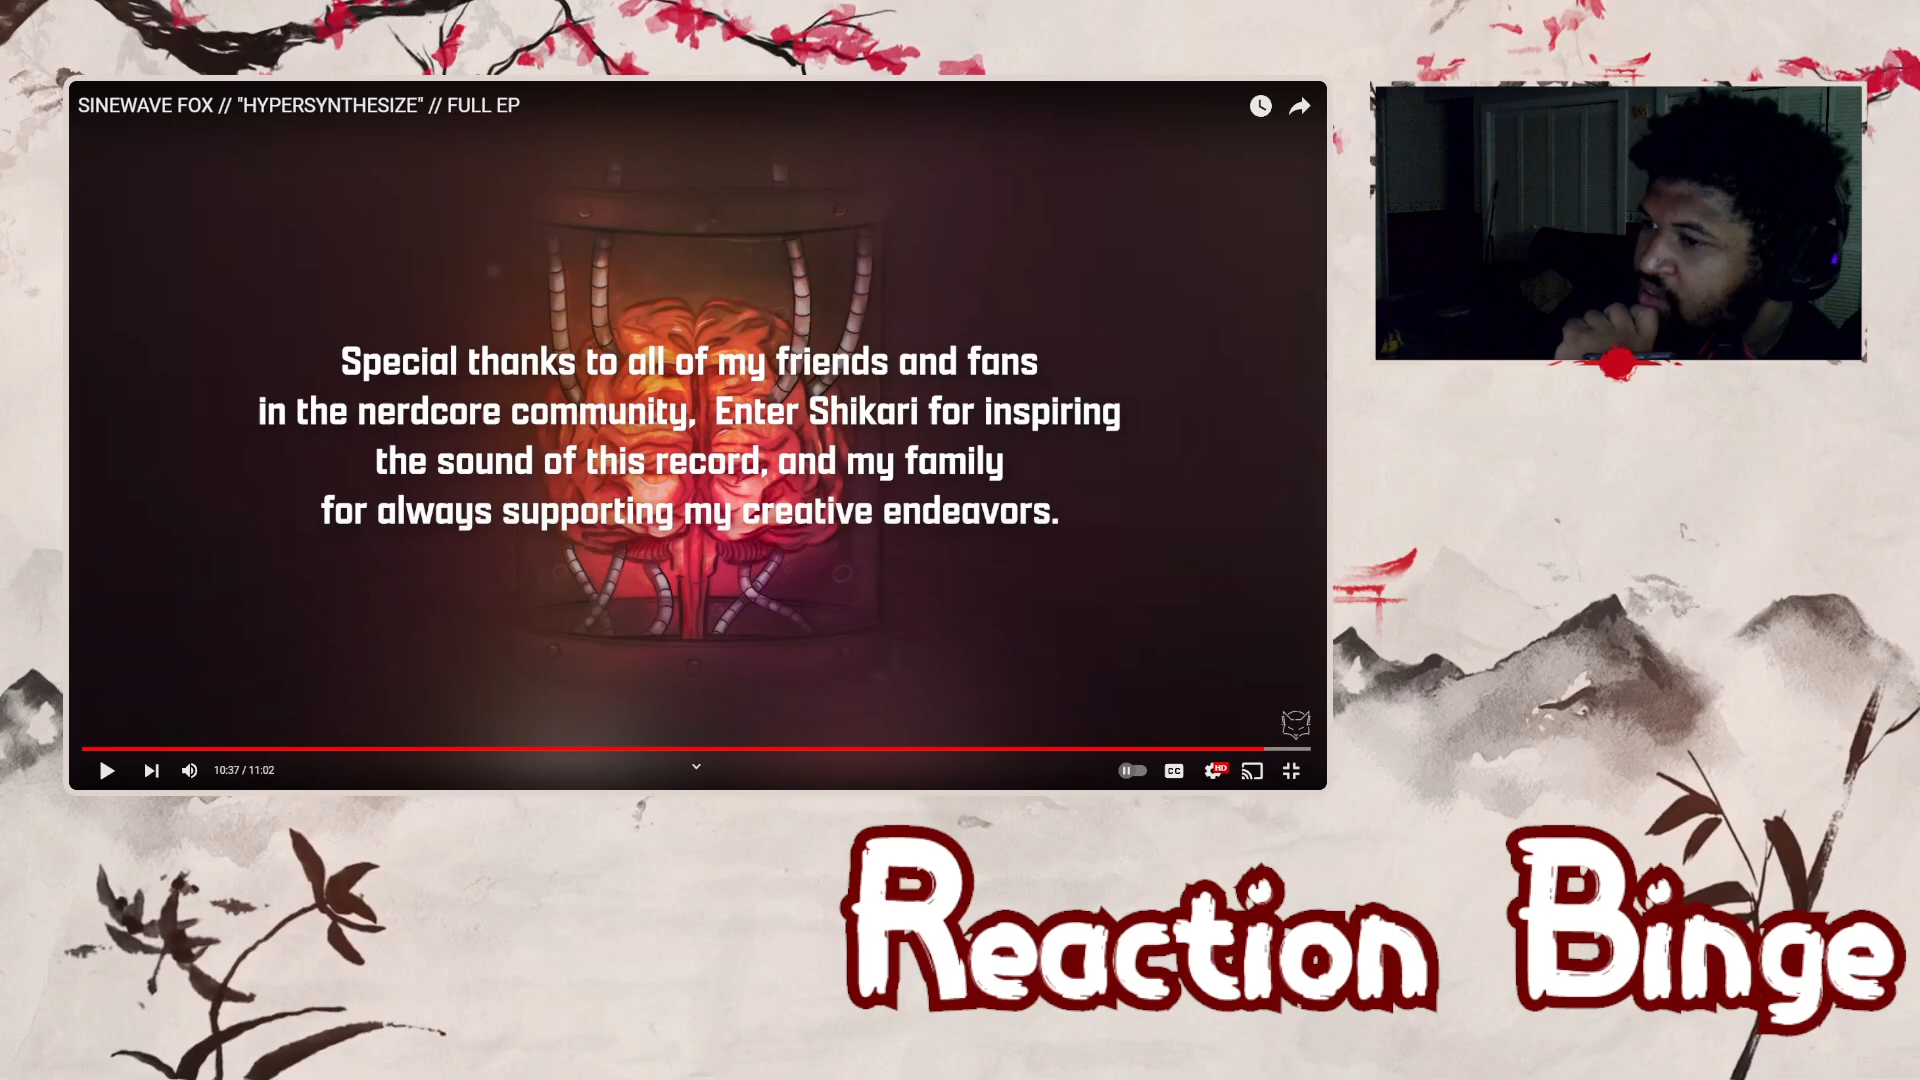 SINEWAVE FOX // "HYPERSYNTHESIZE" // FULL EP
Special thanks to all of my friends and fans
in the nerdcore community, Enter Shikari for inspiring
the sound of this record, and my family
for always supporting my creative endeavors.
10:37 / 11:02
CC
HD
Reaction Binge